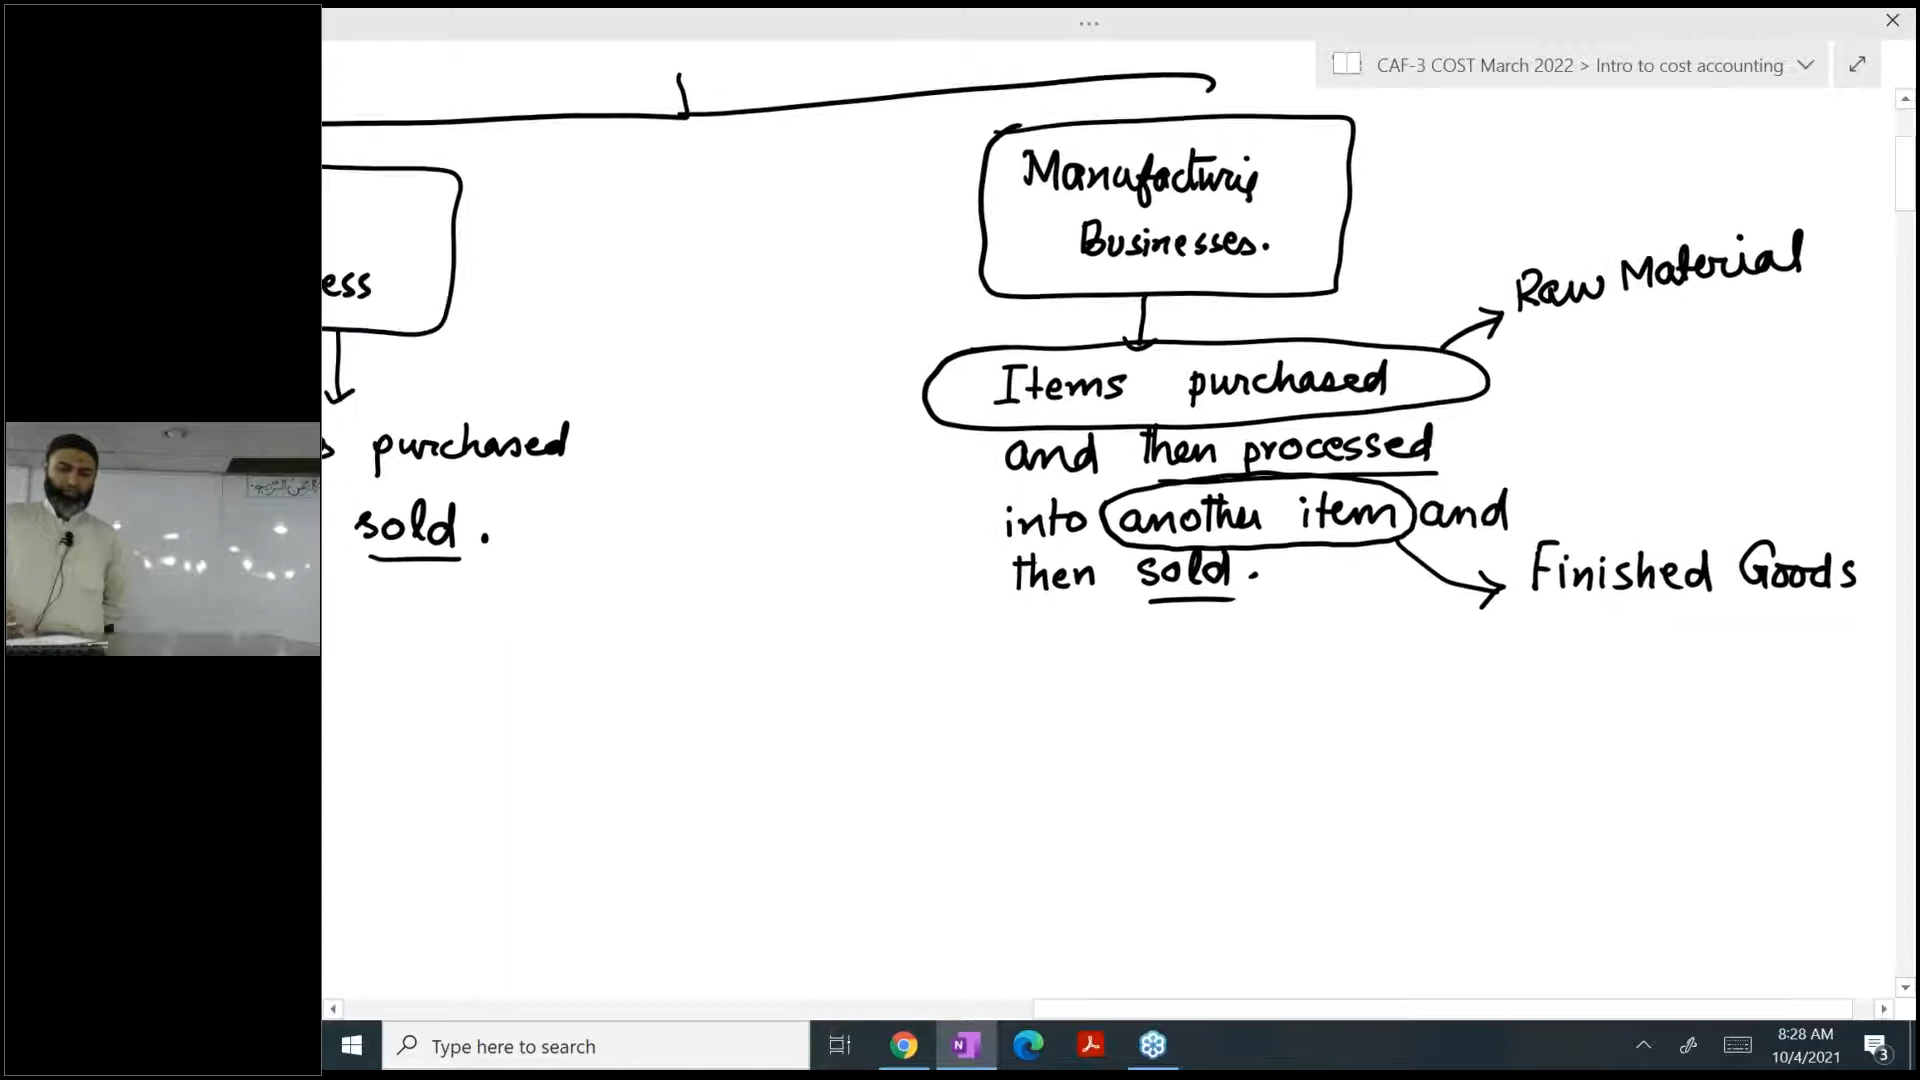 ...
CAF-3 COST March 2022 > Intro to cost accounting
Manufacturing
Businesses.
ess
Raw Material
Items purchased
and then processed
into another item and
then sold.
Finished Goods
s purchased
sold.
Type here to search
8:28 AM
10/4/2021
3